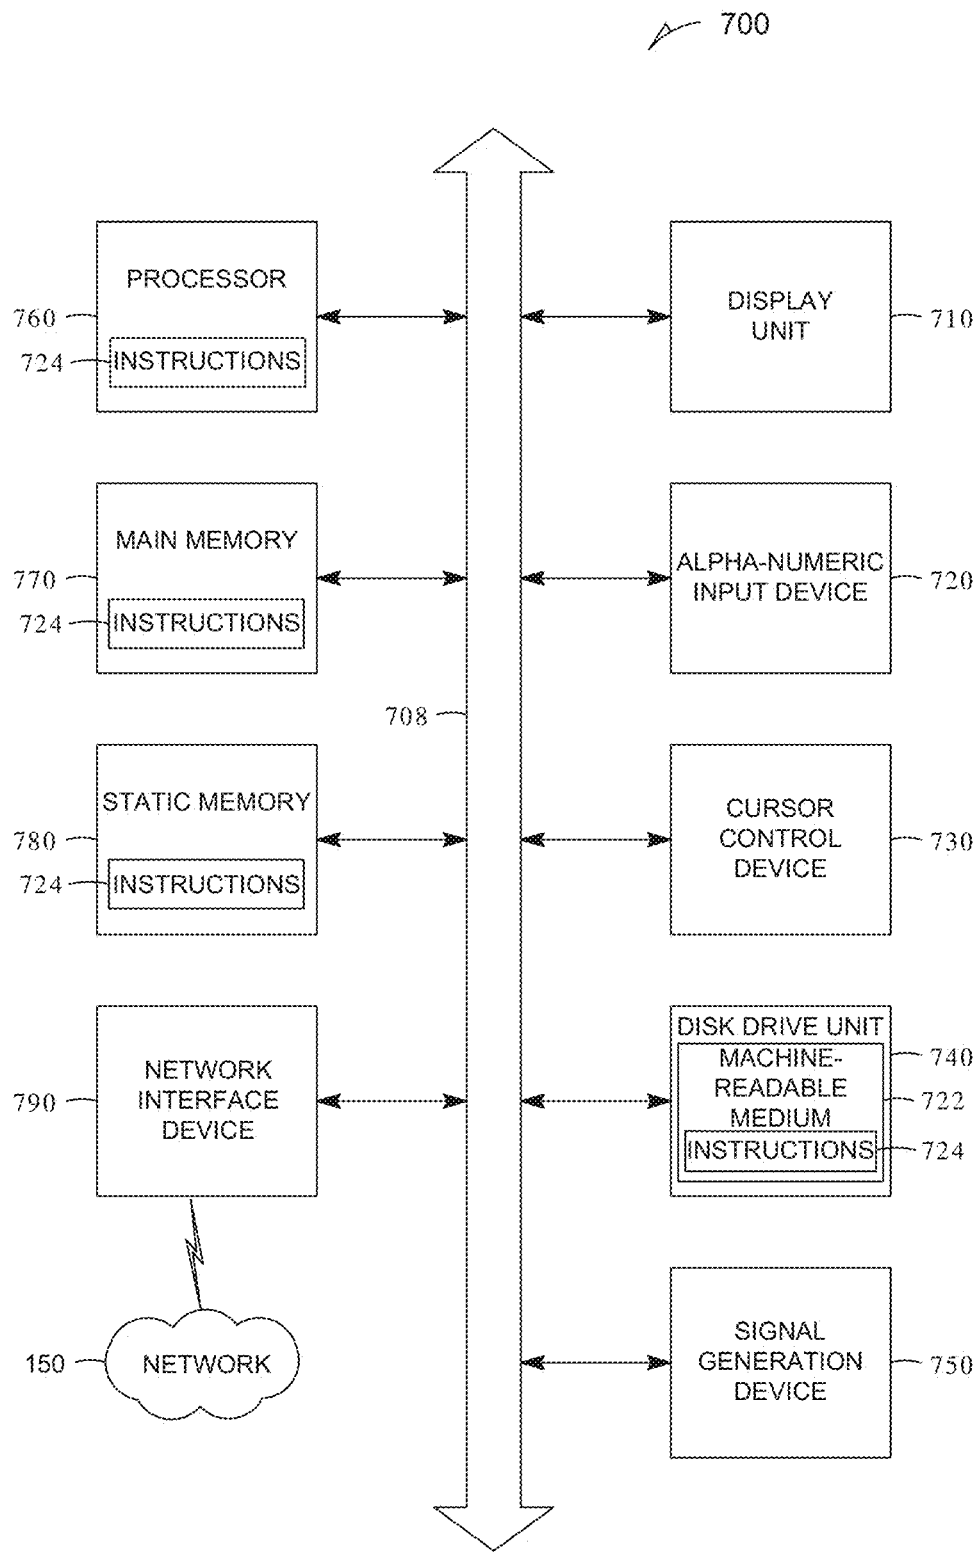 700
PROCESSOR
760
724
INSTRUCTIONS
DISPLAY
UNIT
710
MAIN MEMORY
770
724
INSTRUCTIONS
ALPHA-NUMERIC
INPUT DEVICE
720
708
STATIC MEMORY
780
724
INSTRUCTIONS
CURSOR
CONTROL
DEVICE
730
NETWORK
INTERFACE
DEVICE
790
DISK DRIVE UNIT
740
MACHINE-
READABLE
MEDIUM
722
INSTRUCTIONS
724
150
NETWORK
SIGNAL
GENERATION
DEVICE
750